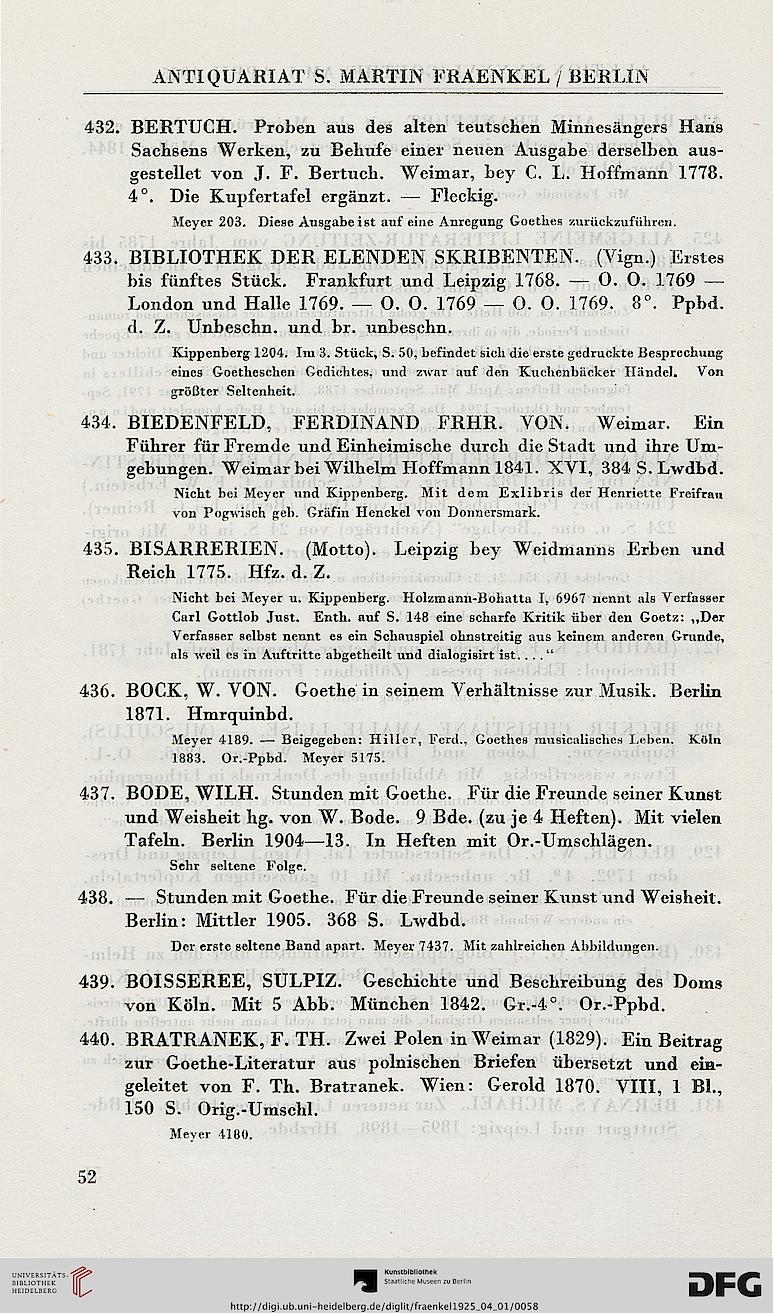 ANTIQUARIAT S. MARTIN FRAENKEL / BERLIN
432. BERTUCH. Proben aus des alten teutschen Minnesängers Hans
Sachsens Werken, zu Behufe einer neuen Ausgabe derselben aus-
gestellet von J. F. Bertuch. Weimar, bey C. L. Hoffmann 1778.
4°. Die Kupfertafel ergänzt. — Fleckig.
Meyer 203. Diese Ausgabe ist auf eine Anregung Goethes zurückzuführen.
433. BIBLIOTHEK DER ELENDEN SKRIBENTEN. (Vign.) Erstes
bis fünftes Stück. Frankfurt und Leipzig 1768. — O. O. 1769 —
London und Halle 1769. — O. O. 1769 — O. O. 1769. 8°. Ppbd.
d. Z. Unbeschn. und br. unbeschn.
Kippenberg 1204. Im 3. Stück, S. 50, befindet sich die erste gedruckte Besprechung
eines Goetheschen Gedichtes, und zwar auf den Kuchenbäcker Händel. Von
größter Seltenheit.
434. BIEDENFELD, FERDINAND FRHR. VON. Weimar. Ein
Führer für Fremde und Einheimische durch die Stadt und ihre Um-
gebungen. Weimar bei Wilhelm Hoffmann 1841. XVI, 384 S. Lwdbd.
Nicht bei Meyer und Kippenberg. Mit dem Exlibris der Henriette Freifrau
von Pogwisch geb. Gräfin Henckel von Donnersmark.
435. BISARRERIEN. (Motto). Leipzig bey Weidmanns Erben und
Reich 1775. Hfz. d. Z.
Nicht bei Meyer u. Kippenberg. Holzmann-Bohatta I, 6967 nennt als Verfasser
Carl Gottlob Just. Enth. auf S. 148 eine scharfe Kritik über den Goetz: „Der
Verfasser selbst nennt es ein Schauspiel ohnstreitig aus keinem anderen Grunde,
als weil es in Auftritte abgetheilt und dialogisirt ist. . . .“
436. BOCK, W. VON. Goethe in seinem Verhältnisse zur Musik. Berlin
1871. Hmrquinbd.
Meyer 4189. — Beigegeben: Hiller, Ferd., Goethes musicalisches Leben. Köln
1883. Or.-Ppbd. Meyer 5175.
437. BODE, WILH. Stunden mit Goethe. Für die Freunde seiner Kunst
und Weisheit hg. von W. Bode. 9 Bde. (zu je 4 Heften). Mit vielen
Tafeln. Berlin 1904—13. In Heften mit Or.-Umschlägen.
Sehr seltene Folge.
438. — Stunden mit Goethe. Für die Freunde seiner Kunst und Weisheit.
Berlin: Mittler 1905. 368 S. Lwdbd.
Der erste seltene Band apart. Meyer 7437. Mit zahlreichen Abbildungen.
439. BOISSEREE, SULPIZ. Geschichte und Beschreibung des Doms
von Köln. Mit 5 Abb. München 1842. Gr.-4°. Or.-Ppbd.
440. BRATRANEK, F. TH. Zwei Polen in Weimar (1829). Ein Beitrag
zur Goethe-Literatur aus polnischen Briefen übersetzt und ein-
geleitet von F. Th. Bratranek. Wien: Gerold 1870. VIII, 1 Bl.,
150 S. Orig.-Umschl.
Meyer 4180.
52
UNIVERSITÄTS-
BIBLIOTHEK
HEIDELBERG
Kunstbibliothek
Staatliche Museen zu Berlin
DFG
http://digi.ub.uni-heidelberg.de/diglit/fraenkel1925_04_01/0058